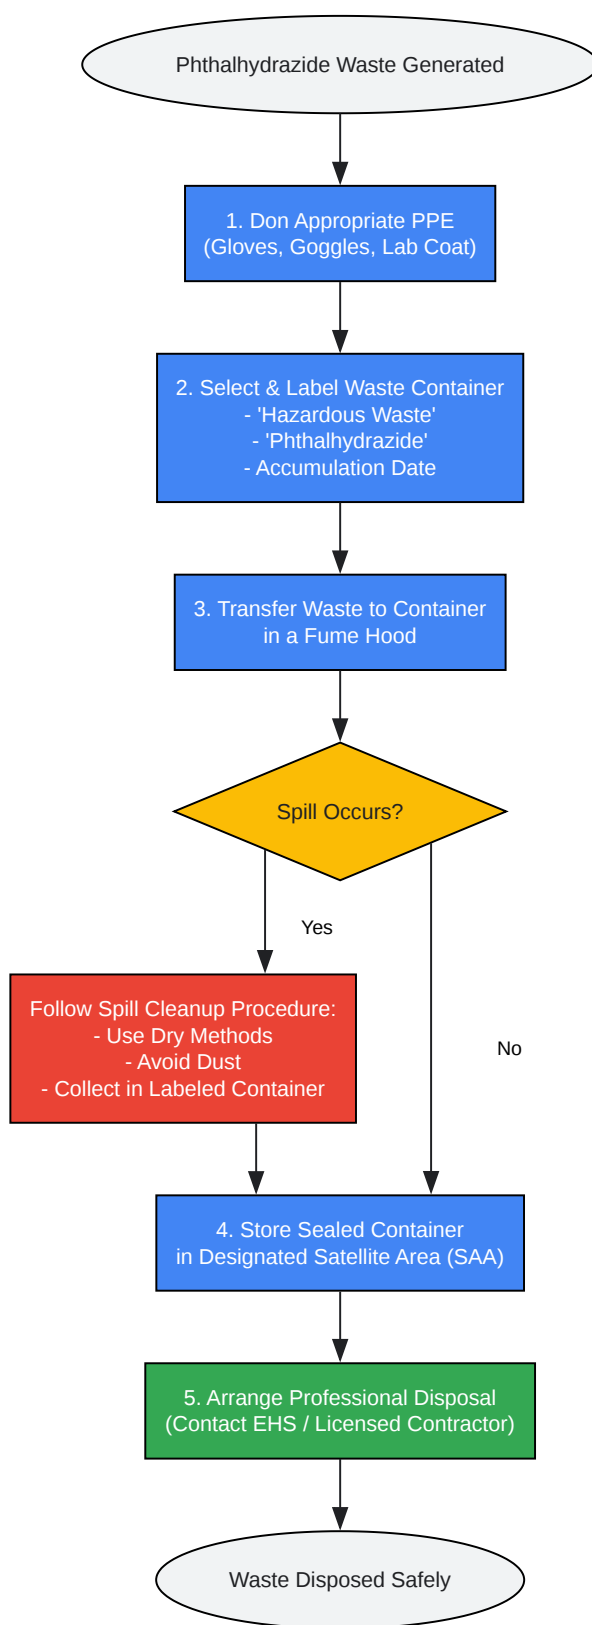 Phthalhydrazide Waste Generated
1. Don Appropriate PPE
(Gloves, Goggles, Lab Coat)
2. Select & Label Waste Container
- 'Hazardous Waste'
- 'Phthalhydrazide'
- Accumulation Date
3. Transfer Waste to Container
in a Fume Hood
Spill Occurs?
Yes
Follow Spill Cleanup Procedure:
- Use Dry Methods
- Avoid Dust
- Collect in Labeled Container
No
4. Store Sealed Container
in Designated Satellite Area (SAA)
5. Arrange Professional Disposal
(Contact EHS / Licensed Contractor)
Waste Disposed Safely